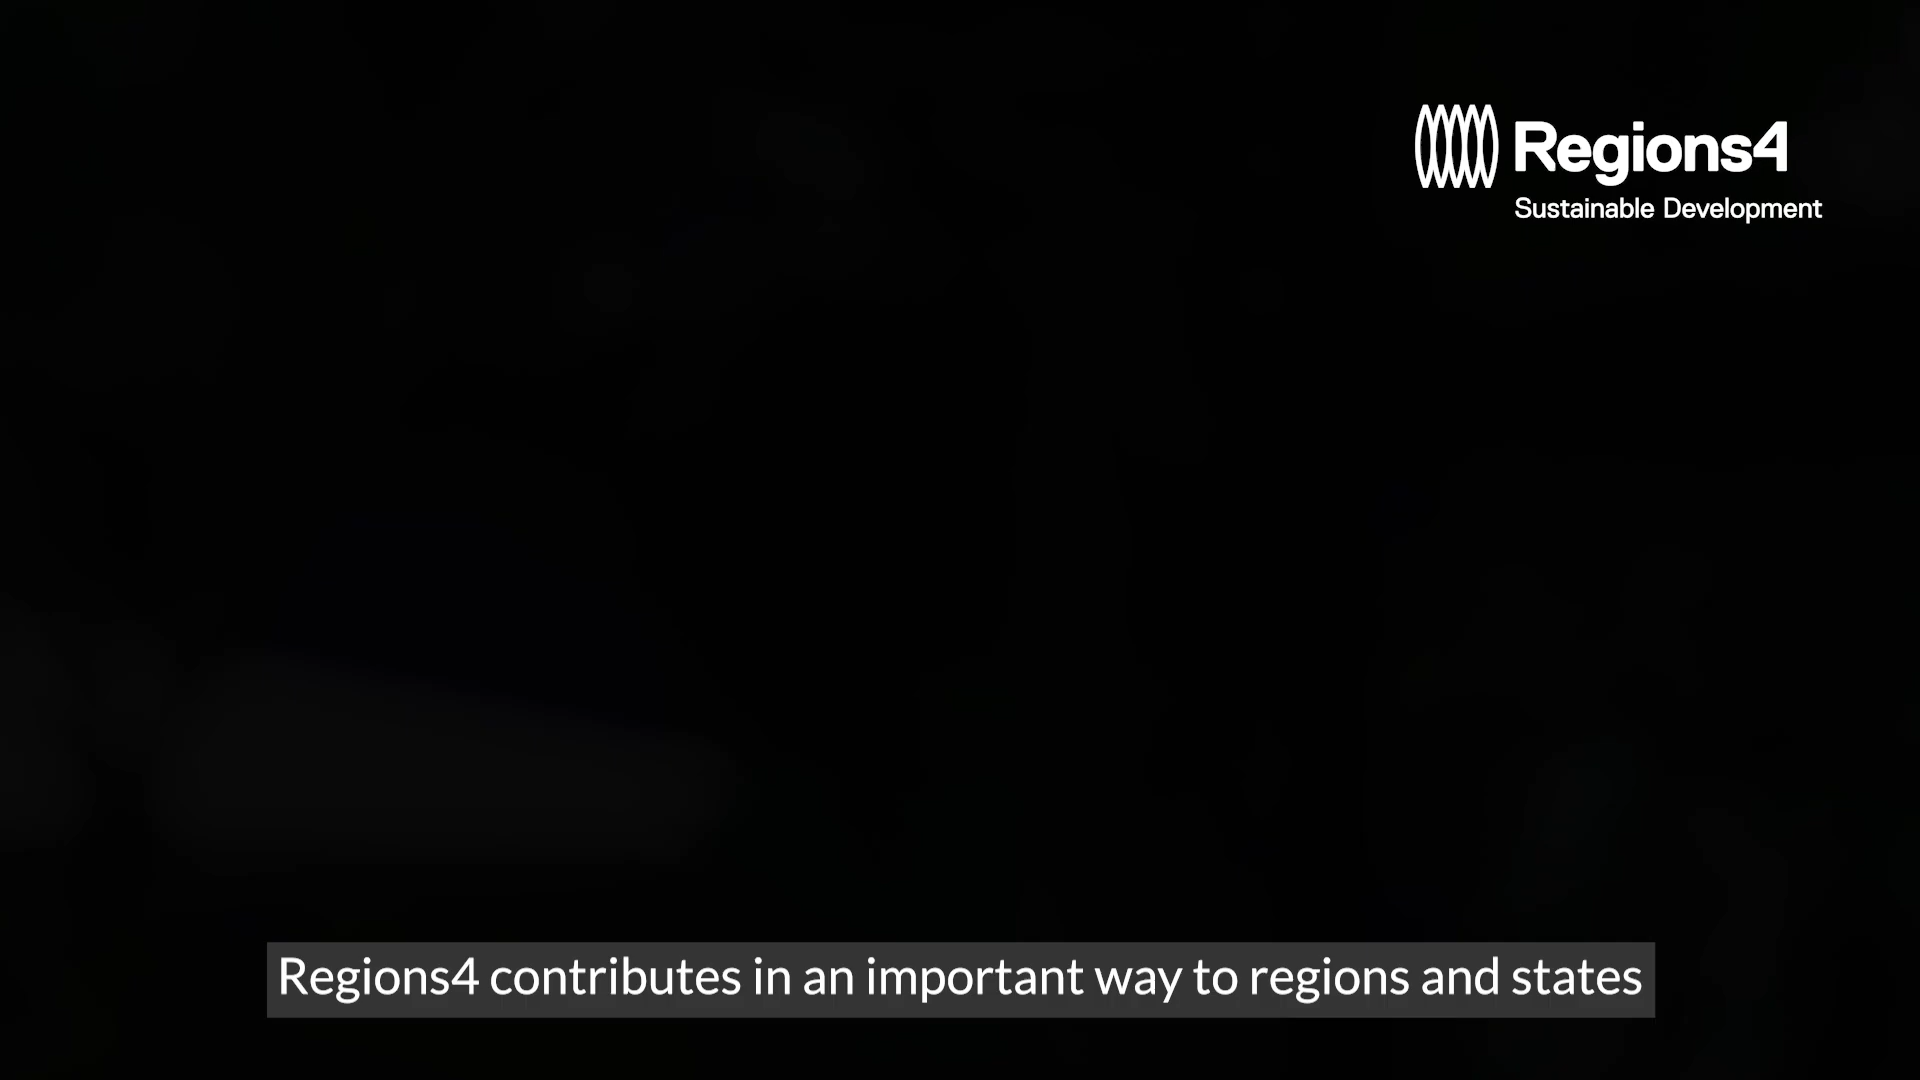 Regions4
Sustainable Development
Regions4 contributes in an important way to regions and states